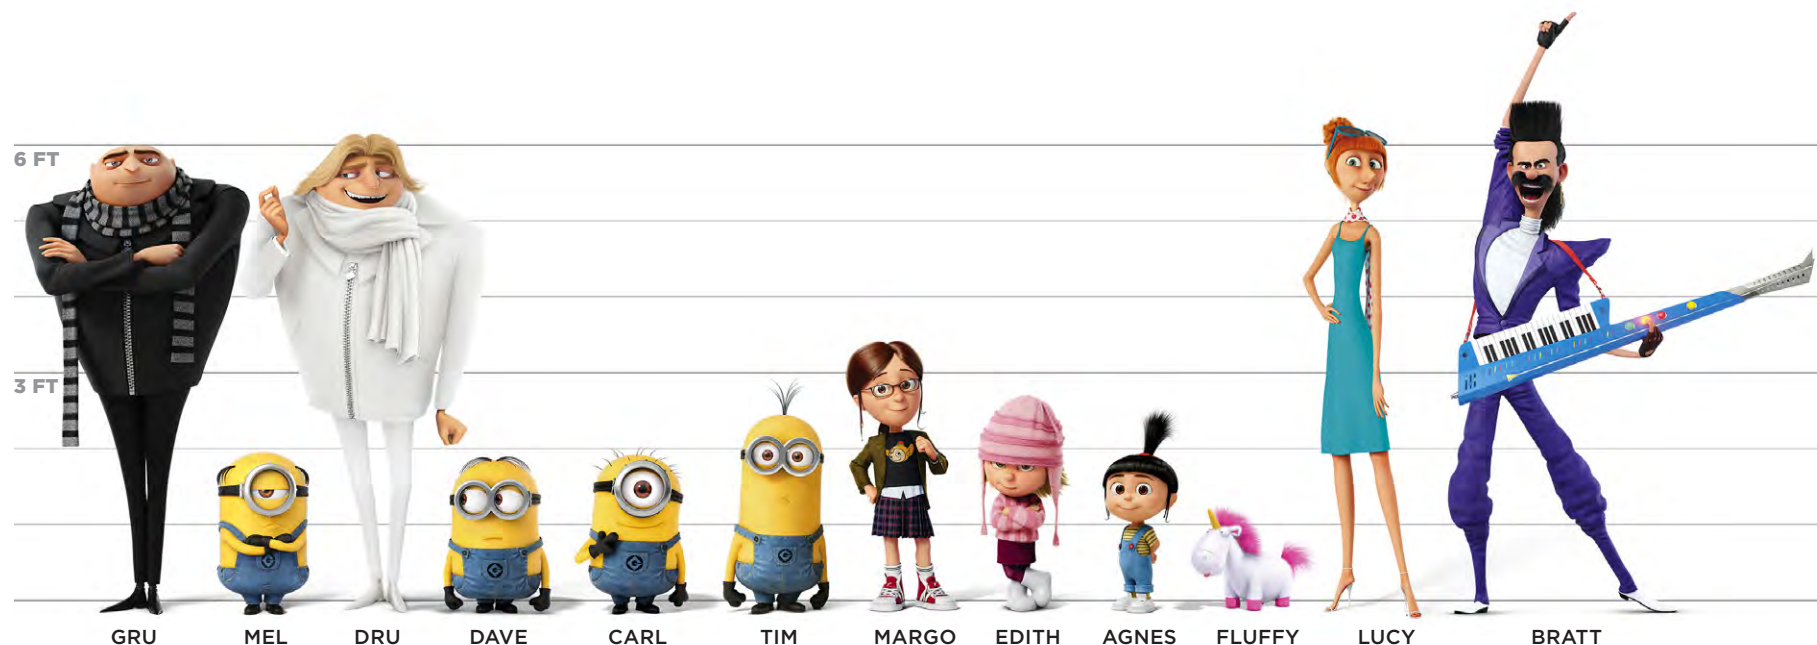 6 FT
3 FT
GRU MEL DRU DAVE CARL TIM MARGO EDITH AGNES FLUFFY LUCY BRATT